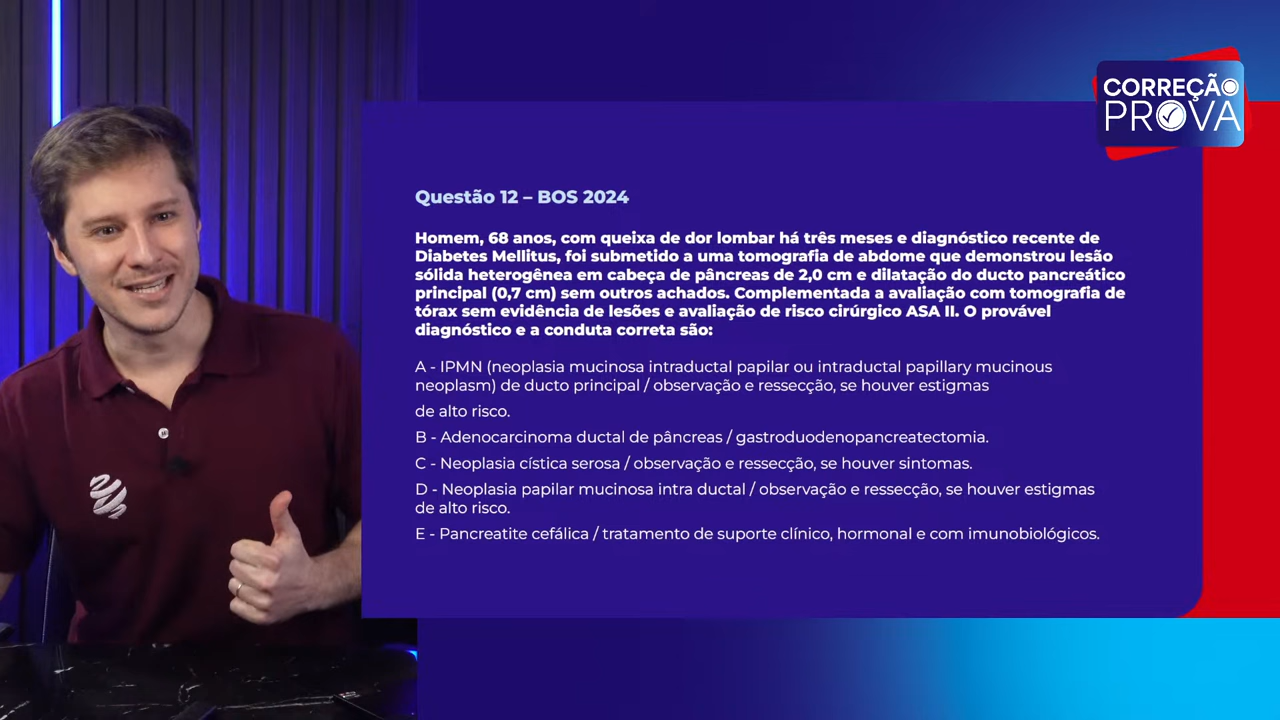 CORREÇÃO
PROVA
Questão 12 – BOS 2024
Homem, 68 anos, com queixa de dor lombar há três meses e diagnóstico recente de
Diabetes Mellitus, foi submetido a uma tomografia de abdome que demonstrou lesão
sólida heterogênea em cabeça de pâncreas de 2,0 cm e dilatação do ducto pancreático
principal (0,7 cm) sem outros achados. Complementada a avaliação com tomografia de
tórax sem evidência de lesões e avaliação de risco cirúrgico ASA II. O provável
diagnóstico e a conduta correta são:
A - IPMN (neoplasia mucinosa intraductal papilar ou intraductal papillary mucinous
neoplasm) de ducto principal / observação e ressecção, se houver estigmas
de alto risco.
B - Adenocarcinoma ductal de pâncreas / gastroduodenopancreatectomia.
C - Neoplasia cística serosa / observação e ressecção, se houver sintomas.
D - Neoplasia papilar mucinosa intra ductal / observação e ressecção, se houver estigmas
de alto risco.
E - Pancreatite cefálica / tratamento de suporte clínico, hormonal e com imunobiológicos.